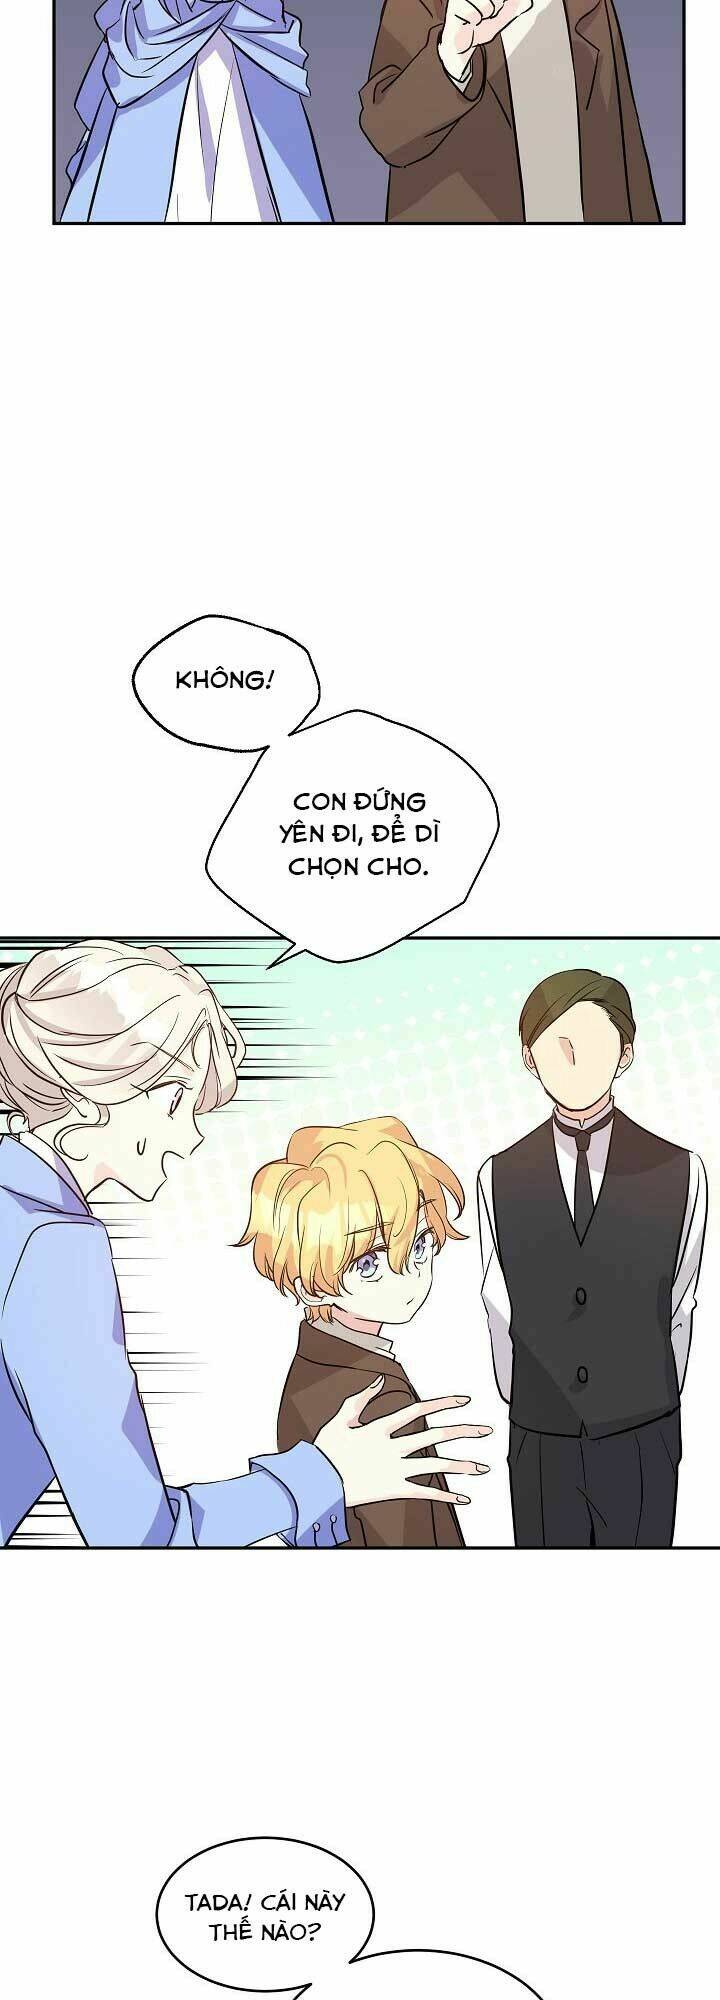 KHÔNG!
CON ĐỨNG
YÊN ĐI, ĐỂ DÌ
CHỌN CHO.
TADA! CÁI NÀY
THẾ NÀO?